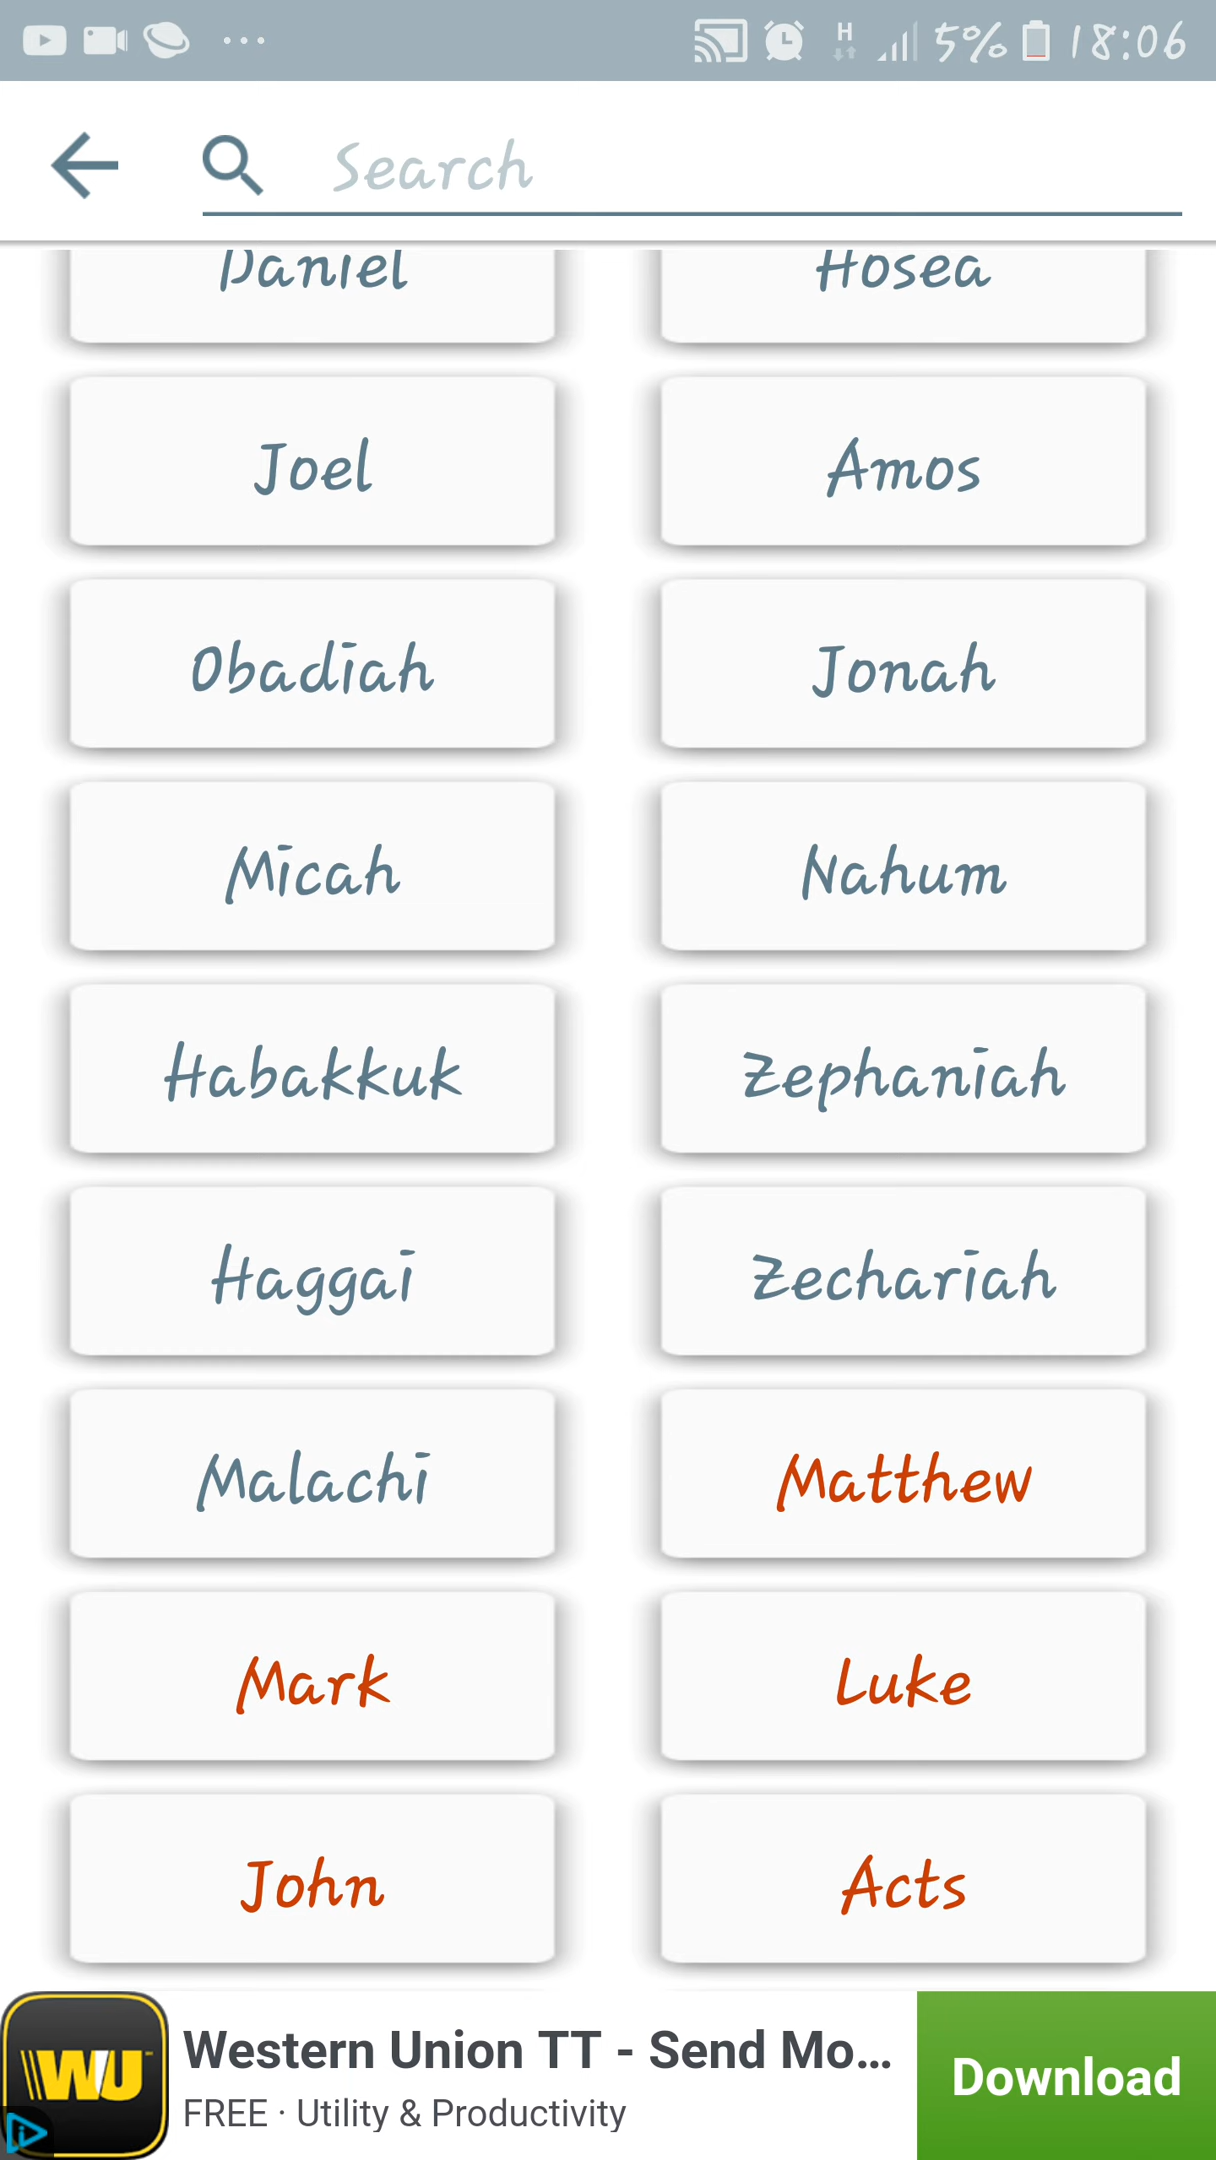 H 5% 18:06
Search
Daniel Hosea
Joel Amos
Obadiah Jonah
Micah Nahum
Habakkuk Zephaniah
Haggai Zechariah
Malachi Matthew
Mark Luke
John Acts
WU Western Union TT - Send Mo...
FREE · Utility & Productivity
Download